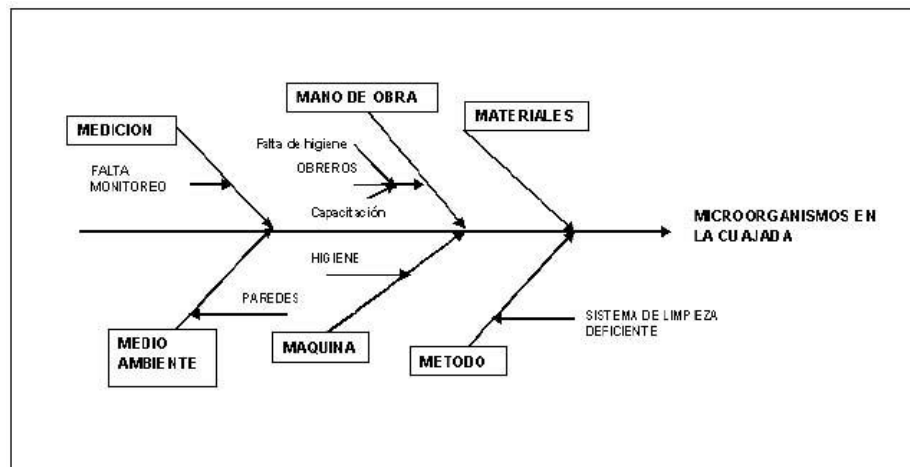 MANO DE OBRA
MATERIALES
MEDICION
Falta de higiene
OBREROS
FALTA
MONITOREO
Capacitación
MICROORGANISMOS EN
LA CUAJADA
HIGIENE
PAREDES
SISTEMA DE LIMPIEZA
DEFICIENTE
MEDIO
AMBIENTE
MAQUINA
METODO